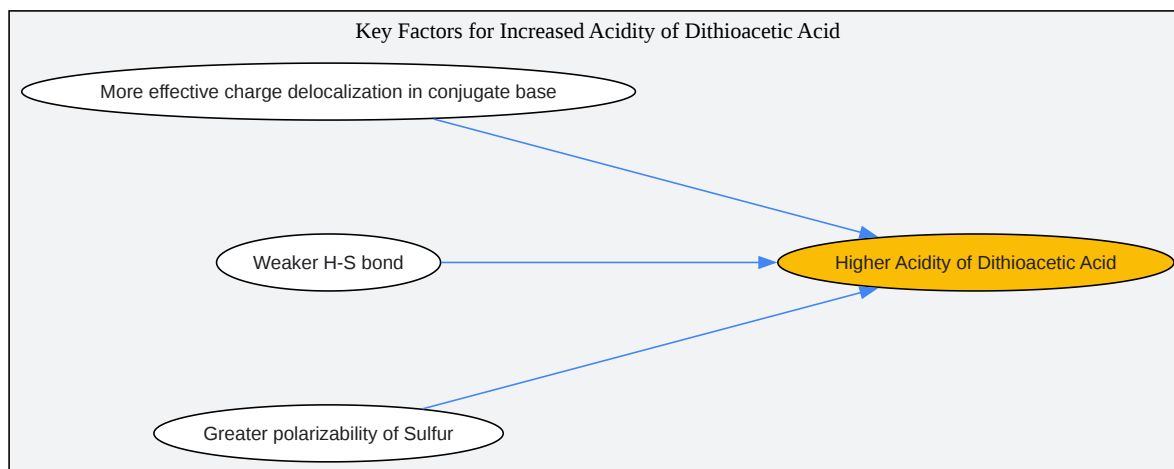 Key Factors for Increased Acidity of Dithioacetic Acid
More effective charge delocalization in conjugate base
Weaker H-S bond
Higher Acidity of Dithioacetic Acid
Greater polarizability of Sulfur